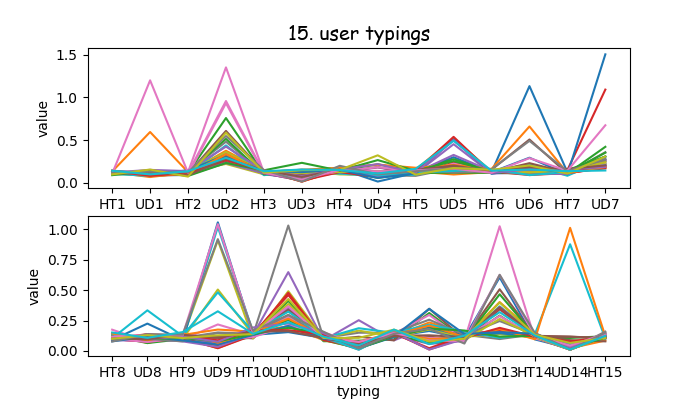 15. user typings
1.5
1.0
0.5
0.0
value
HT1 UD1 HT2 UD2 HT3 UD3 HT4 UD4 HT5 UD5 HT6 UD6 HT7 UD7
1.00
0.75
0.50
0.25
0.00
value
HT8 UD8 HT9 UD9 HT10 UD10 HT11 UD11 HT12 UD12 HT13 UD13 HT14 UD14 HT15
typing